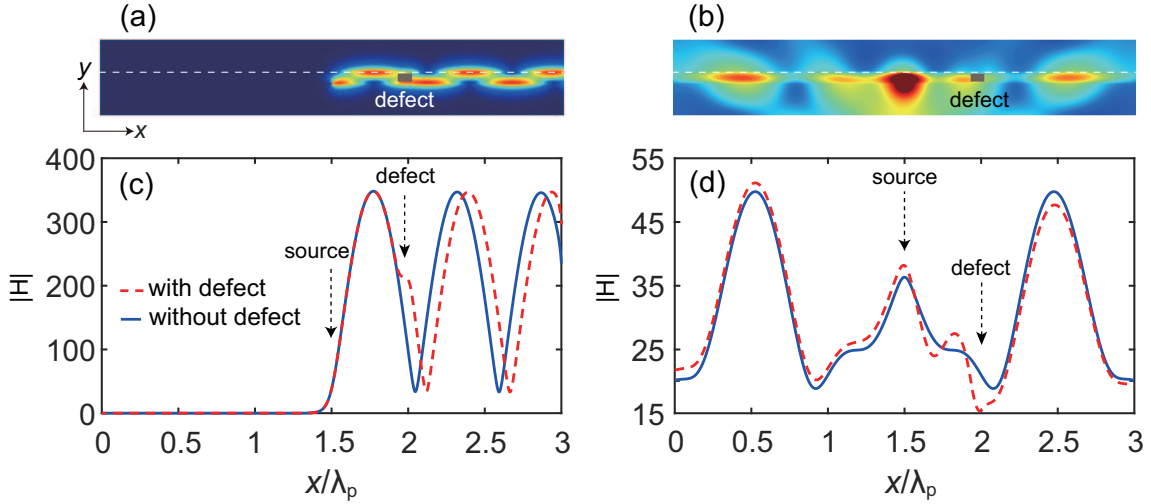 (a)
(b)
y
x
defect
defect
400
300
200
100
0
|H|
(c)
defect
source
with defect
without defect
0
0.5
1
1.5
2
2.5
3
x/λp
55
45
35
25
15
|H|
(d)
source
defect
0
0.5
1
1.5
2
2.5
3
x/λp